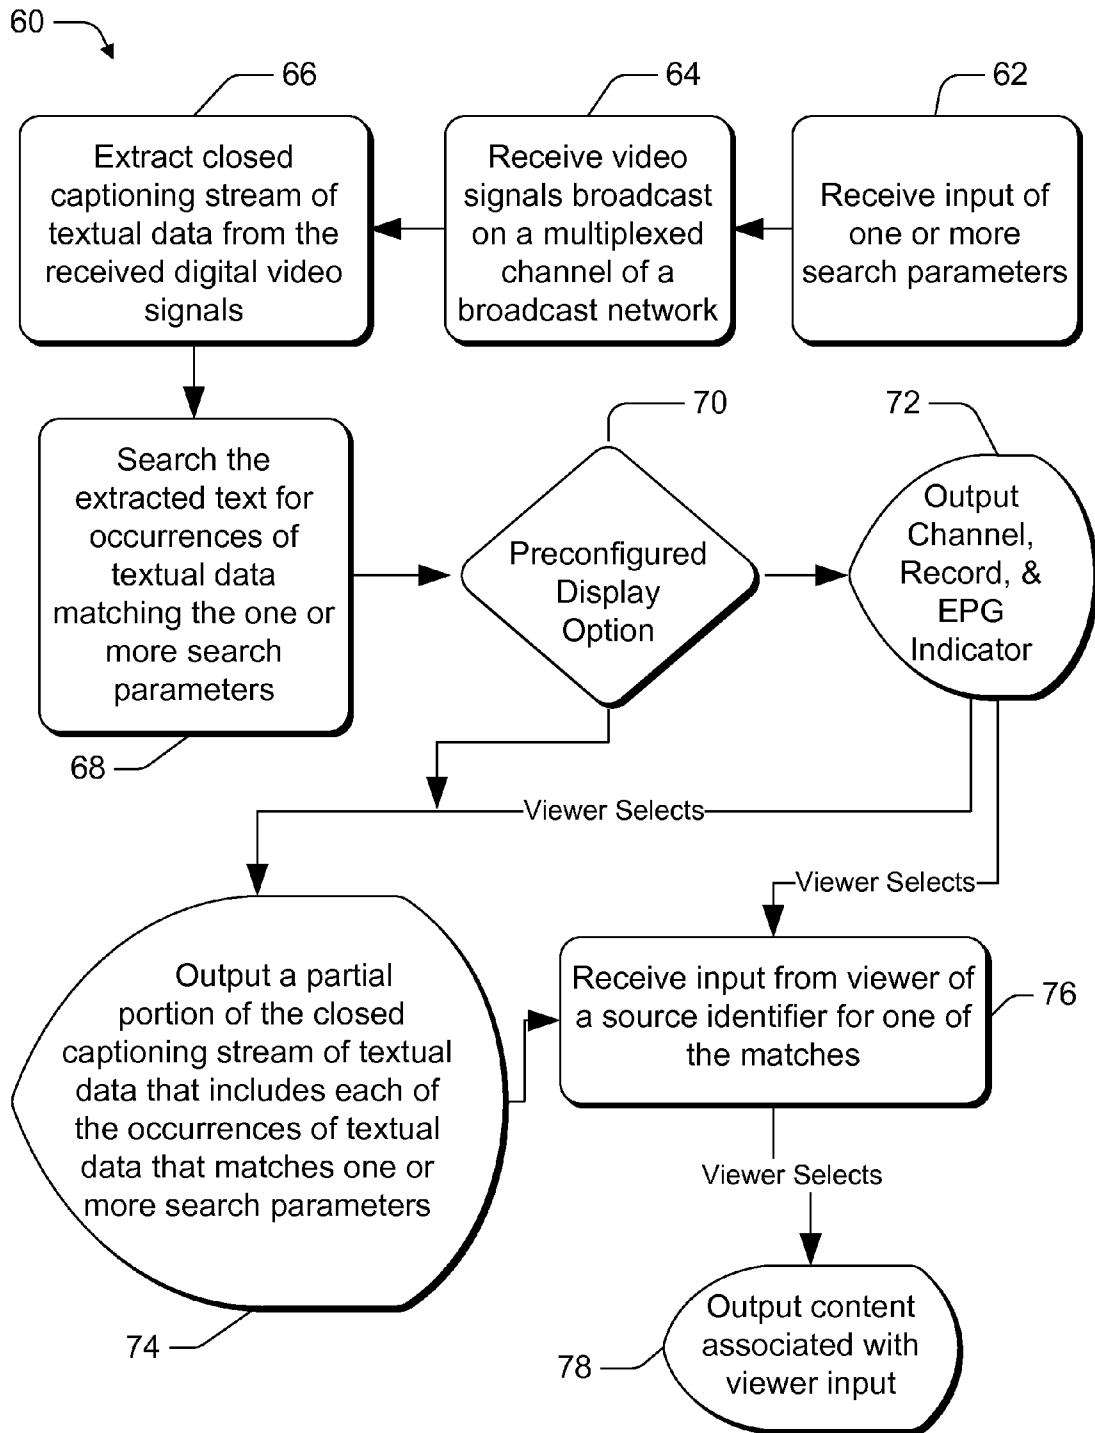 60
66
64
62
Extract closed
captioning stream of
textual data from the
received digital video
signals
Receive video
signals broadcast
on a multiplexed
channel of a
broadcast network
Receive input of
one or more
search parameters
70
72
Search the
extracted text for
occurrences of
textual data
matching the one or
more search
parameters
68
Preconfigured
Display
Option
Output
Channel,
Record, &
EPG
Indicator
Viewer Selects
Viewer Selects
Output a partial
portion of the closed
captioning stream of textual
data that includes each of
the occurrences of textual
data that matches one or
more search parameters
74
Receive input from viewer of
a source identifier for one of
the matches
76
Viewer Selects
Output content
associated with
viewer input
78